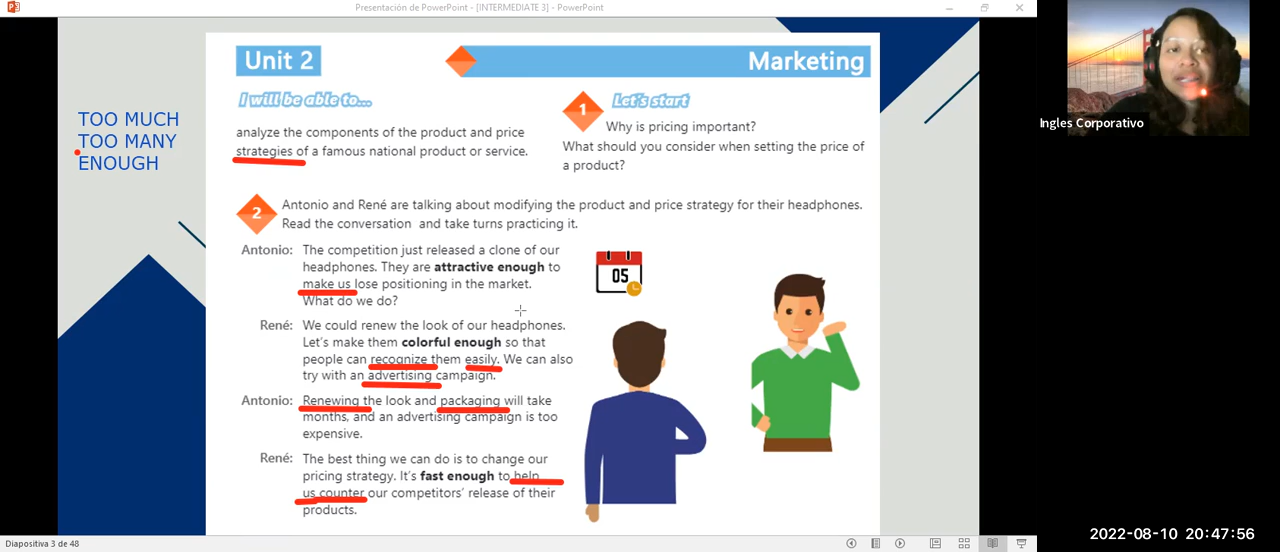 Presentación de PowerPoint - [INTERMEDIATE 3] - PowerPoint
TOO MUCH
TOO MANY
ENOUGH
Unit 2
Marketing
I will be able to...
analyze the components of the product and price
strategies of a famous national product or service.
1
Let's start
Why is pricing important?
What should you consider when setting the price of
a product?
2
Antonio and René are talking about modifying the product and price strategy for their headphones.
Read the conversation and take turns practicing it.
Antonio: The competition just released a clone of our
headphones. They are attractive enough to
make us lose positioning in the market.
What do we do?
René: We could renew the look of our headphones.
Let's make them colorful enough so that
people can recognize them easily. We can also
try with an advertising campaign.
Antonio: Renewing the look and packaging will take
months, and an advertising campaign is too
expensive.
René: The best thing we can do is to change our
pricing strategy. It's fast enough to help
us counter our competitors' release of their
products.
05
Ingles Corporativo
Diapositiva 3 de 48
2022-08-10 20:47:56